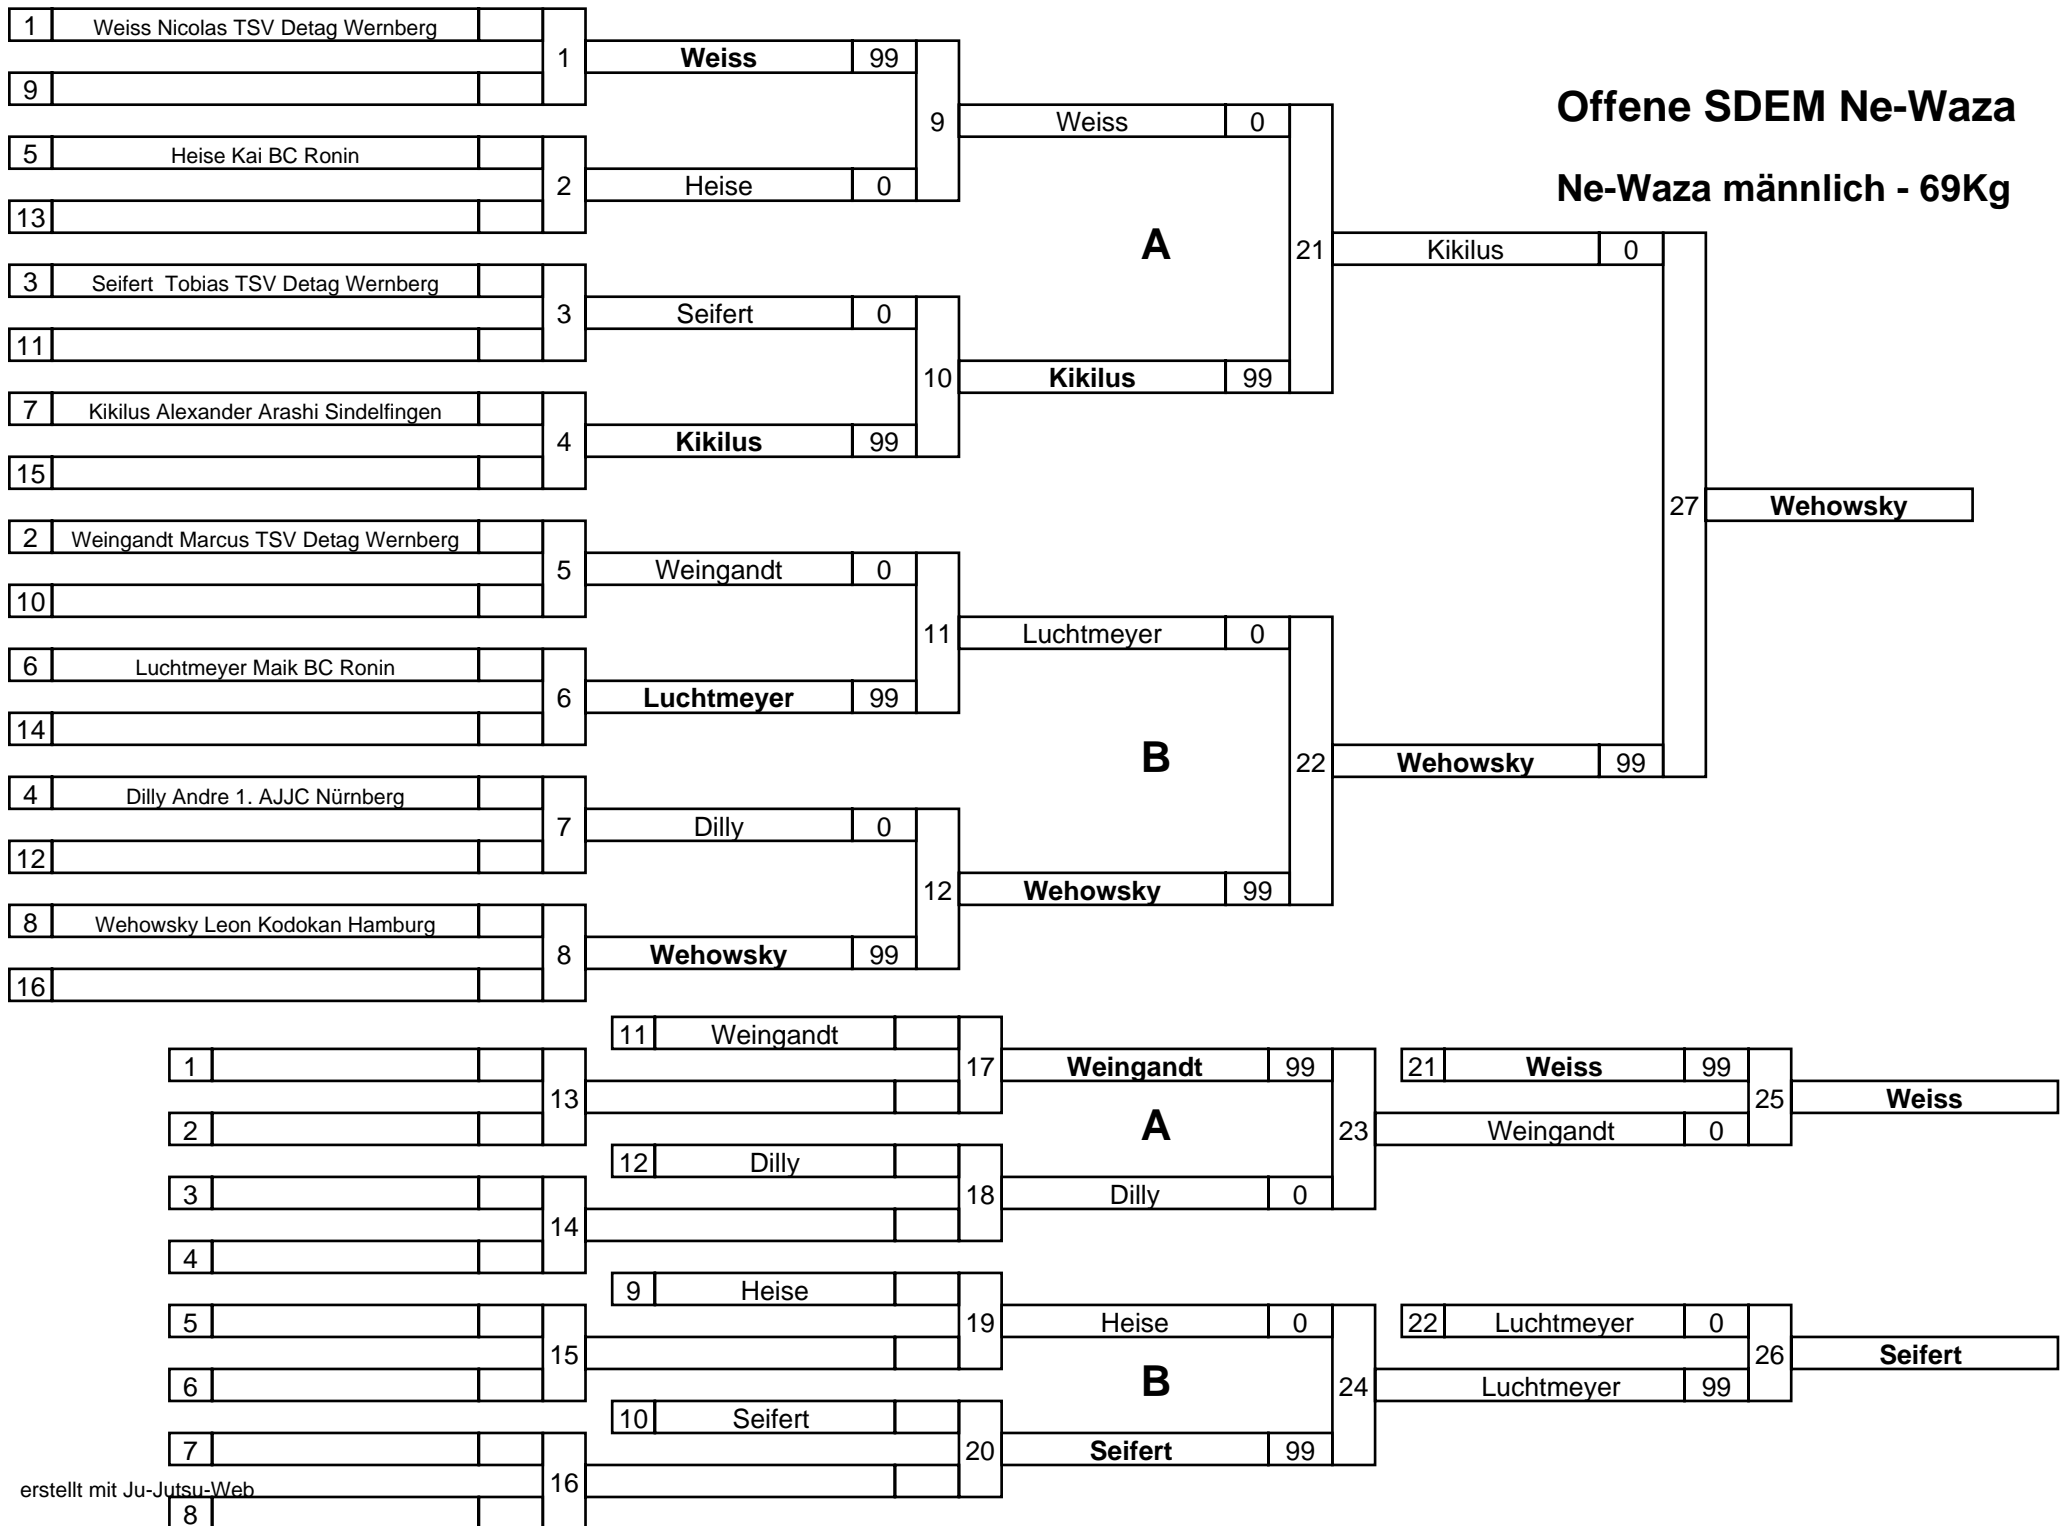 Offene SDEM Ne-Waza
Ne-Waza männlich - 69Kg
1 Weiss Nicolas TSV Detag Wernberg
9
1 Weiss 99
5 Heise Kai BC Ronin
13
2 Heise 0
9 Weiss 0
3 Seifert  Tobias TSV Detag Wernberg
11
3 Seifert 0
7 Kikilus Alexander Arashi Sindelfingen
15
4 Kikilus 99
10 Kikilus 99
A
21 Kikilus 0
2 Weingandt Marcus TSV Detag Wernberg
10
5 Weingandt 0
6 Luchtmeyer Maik BC Ronin
14
6 Luchtmeyer 99
11 Luchtmeyer 0
4 Dilly Andre 1. AJJC Nürnberg
12
7 Dilly 0
8 Wehowsky Leon Kodokan Hamburg
16
8 Wehowsky 99
12 Wehowsky 99
B
22 Wehowsky 99
27 Wehowsky
1
2
13
11 Weingandt
17 Weingandt 99
3
4
14
12 Dilly
18 Dilly 0
A
21 Weiss 99
23 Weingandt 0
25 Weiss
5
6
15
9 Heise
19 Heise 0
7
8
16
10 Seifert
20 Seifert 99
B
22 Luchtmeyer 0
24 Luchtmeyer 99
26 Seifert
erstellt mit Ju-Jutsu-Web